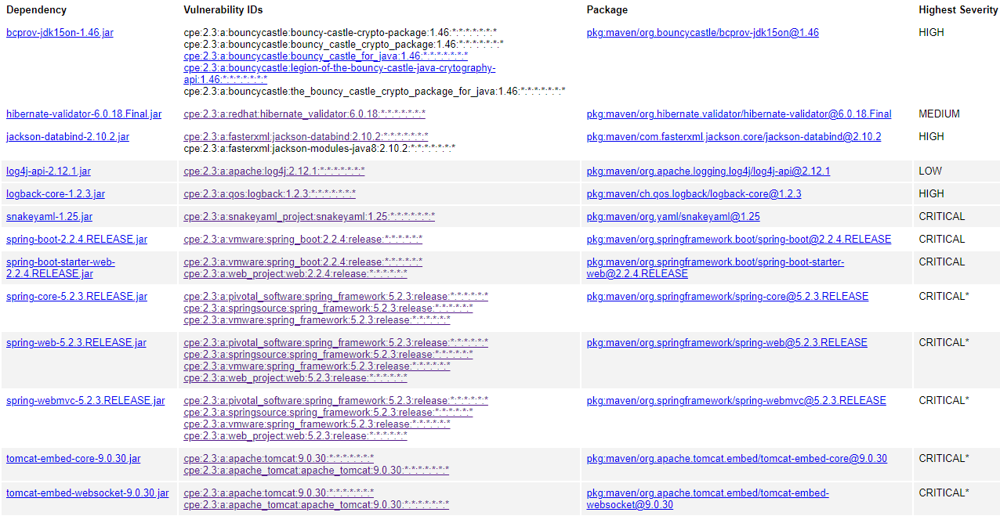 Dependency Vulnerability IDs Package Highest Severity
bcprov-jdk15on-1.46.jar cpe:2.3:a:bouncycastle:bouncy-castle-crypto-package:1.46:*:*:*:*:*:*:* pkg:maven/org.bouncycastle/bcprov-jdk15on@1.46 HIGH
cpe:2.3:a:bouncycastle:bouncy_castle_crypto_package:1.46:*:*:*:*:*:*:*
cpe:2.3:a:bouncycastle:bouncy_castle_for_java:1.46:*:*:*:*:*:*:*
cpe:2.3:a:bouncycastle:legion-of-the-bouncy-castle-java-crytography-
api:1.46:*:*:*:*:*:*:*
cpe:2.3:a:bouncycastle:the_bouncy_castle_crypto_package_for_java:1.46:*:*:*:*:*:*:*
hibernate-validator-6.0.18.Final.jar cpe:2.3:a:redhat:hibernate_validator:6.0.18:*:*:*:*:*:*:* pkg:maven/org.hibernate.validator/hibernate-validator@6.0.18.Final MEDIUM
jackson-databind-2.10.2.jar cpe:2.3:a:fasterxml:jackson-databind:2.10.2:*:*:*:*:*:*:* pkg:maven/com.fasterxml.jackson.core/jackson-databind@2.10.2 HIGH
cpe:2.3:a:fasterxml:jackson-modules-java8:2.10.2:*:*:*:*:*:*:*
log4j-api-2.12.1.jar cpe:2.3:a:apache:log4j:2.12.1:*:*:*:*:*:*:* pkg:maven/org.apache.logging.log4j/log4j-api@2.12.1 LOW
logback-core-1.2.3.jar cpe:2.3:a:qos:logback:1.2.3:*:*:*:*:*:*:* pkg:maven/ch.qos.logback/logback-core@1.2.3 HIGH
snakeyaml-1.25.jar cpe:2.3:a:snakeyaml_project:snakeyaml:1.25:*:*:*:*:*:*:* pkg:maven/org.yaml/snakeyaml@1.25 CRITICAL
spring-boot-2.2.4.RELEASE.jar cpe:2.3:a:vmware:spring_boot:2.2.4:release:*:*:*:*:*:* pkg:maven/org.springframework.boot/spring-boot@2.2.4.RELEASE CRITICAL
spring-boot-starter-web- cpe:2.3:a:vmware:spring_boot:2.2.4:release:*:*:*:*:*:* pkg:maven/org.springframework.boot/spring-boot-starter- CRITICAL
2.2.4.RELEASE.jar cpe:2.3:a:web_project:web:2.2.4:release:*:*:*:*:*:* web@2.2.4.RELEASE
spring-core-5.2.3.RELEASE.jar cpe:2.3:a:pivotal_software:spring_framework:5.2.3:release:*:*:*:*:*:* pkg:maven/org.springframework/spring-core@5.2.3.RELEASE CRITICAL*
cpe:2.3:a:springsource:spring_framework:5.2.3:release:*:*:*:*:*:*
cpe:2.3:a:vmware:spring_framework:5.2.3:release:*:*:*:*:*:*
spring-web-5.2.3.RELEASE.jar cpe:2.3:a:pivotal_software:spring_framework:5.2.3:release:*:*:*:*:*:* pkg:maven/org.springframework/spring-web@5.2.3.RELEASE CRITICAL*
cpe:2.3:a:springsource:spring_framework:5.2.3:release:*:*:*:*:*:*
cpe:2.3:a:vmware:spring_framework:5.2.3:release:*:*:*:*:*:*
cpe:2.3:a:web_project:web:5.2.3:release:*:*:*:*:*:*
spring-webmvc-5.2.3.RELEASE.jar cpe:2.3:a:pivotal_software:spring_framework:5.2.3:release:*:*:*:*:*:* pkg:maven/org.springframework/spring-webmvc@5.2.3.RELEASE CRITICAL*
cpe:2.3:a:springsource:spring_framework:5.2.3:release:*:*:*:*:*:*
cpe:2.3:a:vmware:spring_framework:5.2.3:release:*:*:*:*:*:*
cpe:2.3:a:web_project:web:5.2.3:release:*:*:*:*:*:*
tomcat-embed-core-9.0.30.jar cpe:2.3:a:apache:tomcat:9.0.30:*:*:*:*:*:*:* pkg:maven/org.apache.tomcat.embed/tomcat-embed-core@9.0.30 CRITICAL*
cpe:2.3:a:apache_tomcat:apache_tomcat:9.0.30:*:*:*:*:*:*:*
tomcat-embed-websocket-9.0.30.jar cpe:2.3:a:apache:tomcat:9.0.30:*:*:*:*:*:*:* pkg:maven/org.apache.tomcat.embed/tomcat-embed- CRITICAL*
cpe:2.3:a:apache_tomcat:apache_tomcat:9.0.30:*:*:*:*:*:*:* websocket@9.0.30